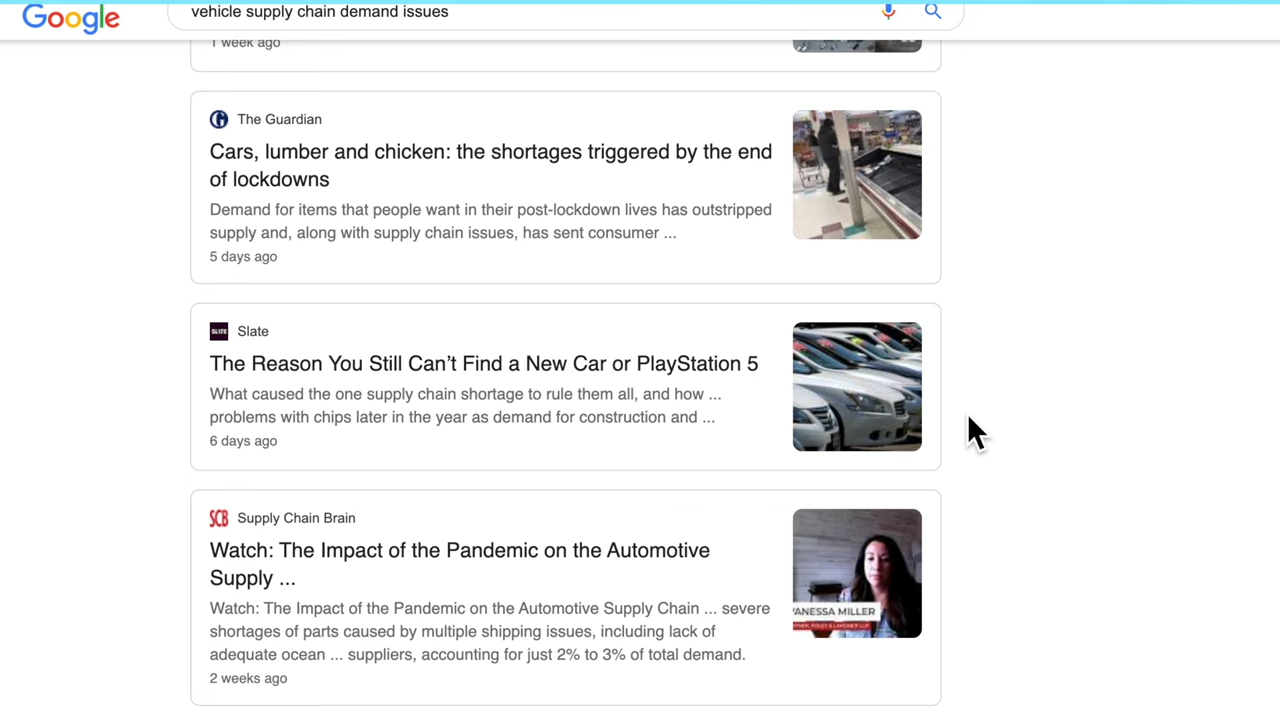 Google
vehicle supply chain demand issues
1 week ago
The Guardian
Cars, lumber and chicken: the shortages triggered by the end
of lockdowns
Demand for items that people want in their post-lockdown lives has outstripped
supply and, along with supply chain issues, has sent consumer ...
5 days ago
SLATE
Slate
The Reason You Still Can’t Find a New Car or PlayStation 5
What caused the one supply chain shortage to rule them all, and how ...
problems with chips later in the year as demand for construction and ...
6 days ago
SCB
Supply Chain Brain
Watch: The Impact of the Pandemic on the Automotive
Supply ...
Watch: The Impact of the Pandemic on the Automotive Supply Chain ... severe
shortages of parts caused by multiple shipping issues, including lack of
adequate ocean ... suppliers, accounting for just 2% to 3% of total demand.
2 weeks ago
VANESSA MILLER
FOLEY & LARDNER LLP